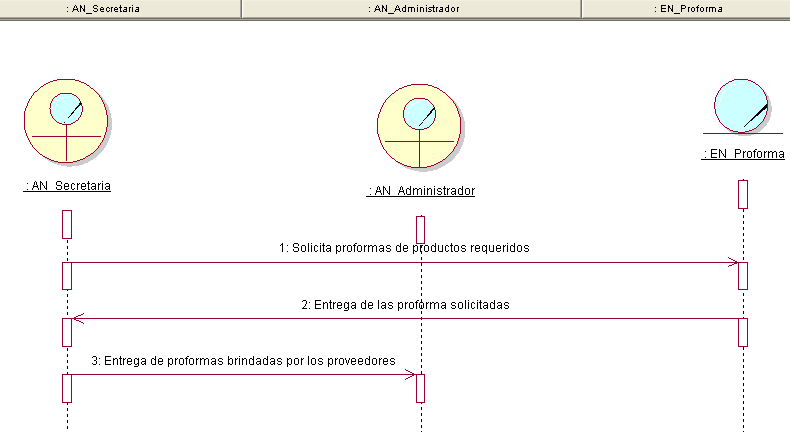 : AN_Secretaria
: AN_Administrador
: EN_Proforma
: AN_Secretaria
: AN_Administrador
: EN_Proforma
1: Solicita proformas de productos requeridos
2: Entrega de las proforma solicitadas
3: Entrega de proformas brindadas por los proveedores